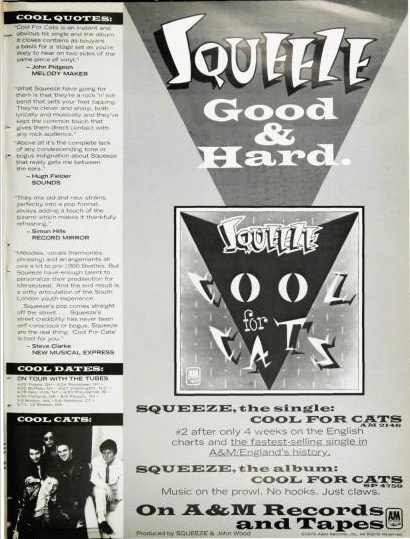 COOL QUOTES:
"Cool For Cats is an instant and
obvious hit single and the album
it closes contains as buoyant
a basis for a stage set as you're
likely to hear on two sides of the
same piece of vinyl."
– John Pidgeon
MELODY MAKER
"What Squeeze have going for
them is that they're a rock 'n' roll
band that sets your feet tapping.
They're clever and sharp, both
lyrically and musically and they've
kept the common touch that
gives them direct contact with
any rock audience."
"Above all it's the complete lack
of any condescending tone or
bogus indignation about Squeeze
that really gets me between
the ears."
– Hugh Fielder
SOUNDS
"They mix old and new strains
perfectly into a pop format,
always adding a touch of the
bizarre which makes it thankfully
refreshing."
– Simon Hills
RECORD MIRROR
"Melodies, vocals (harmonies,
phrasing) and arrangements all
owe a lot to pre-1966 Beatles. But
Squeeze have enough talent to
personalize their predilection for
Merseybeat. And the end result is
a witty articulation of the South
London youth experience.
Squeeze's pop comes straight
off the street . . . Squeeze's
street credibility has never been
self conscious or bogus. Squeeze
are the real thing. 'Cool For Cats'
is cool for you."
– Steve Clarke
NEW MUSICAL EXPRESS
COOL DATES:
ON TOUR WITH THE TUBES
COOL CATS:
SQUEEZE
Good
&
Hard.
SQUEEZE
COOL
for
CATS
A&M
SQUEEZE, the single:
COOL FOR CATS
AM 2146
#2 after only 4 weeks on the English
charts and the fastest-selling single in
A&M/England's history.
SQUEEZE, the album:
COOL FOR CATS
SP 4759
Music on the prowl. No hooks. Just claws.
On A&M Records
and Tapes
Produced by SQUEEZE & John Wood
©1979 A&M Records, Inc. All Rights Reserved